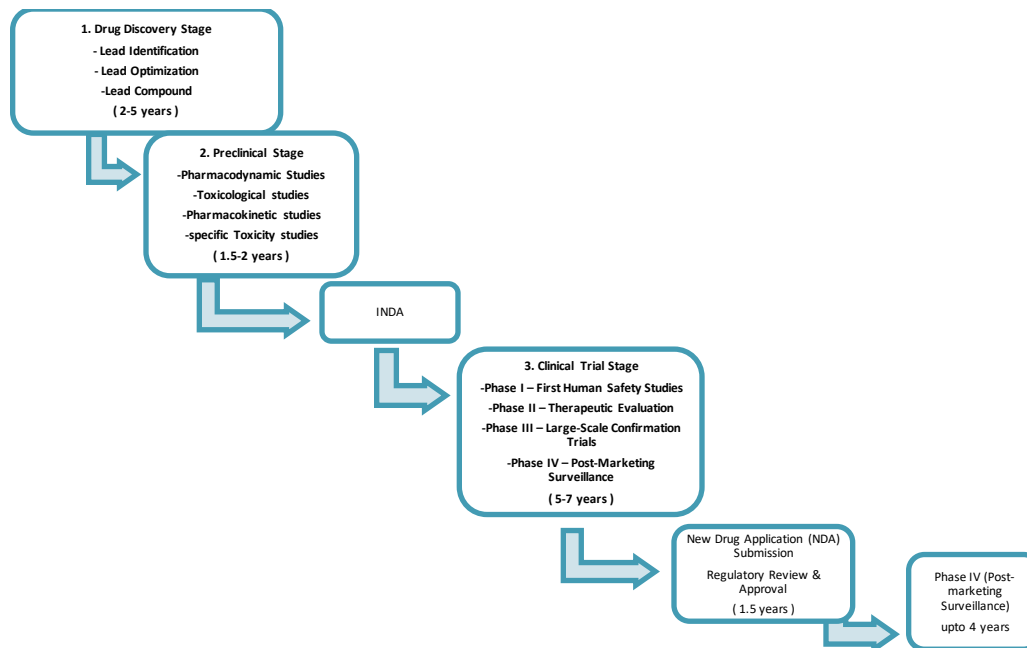 1. Drug Discovery Stage
- Lead Identification
- Lead Optimization
-Lead Compound
( 2-5 years )
2. Preclinical Stage
-Pharmacodynamic Studies
-Toxicological studies
-Pharmacokinetic studies
-specific Toxicity studies
( 1.5-2 years )
INDA
3. Clinical Trial Stage
-Phase I – First Human Safety Studies
-Phase II – Therapeutic Evaluation
-Phase III – Large-Scale Confirmation
Trials
-Phase IV – Post-Marketing
Surveillance
( 5-7 years )
New Drug Application (NDA)
Submission
Regulatory Review &
Approval
( 1.5 years )
Phase IV (Post-
marketing
Surveillance)
upto 4 years